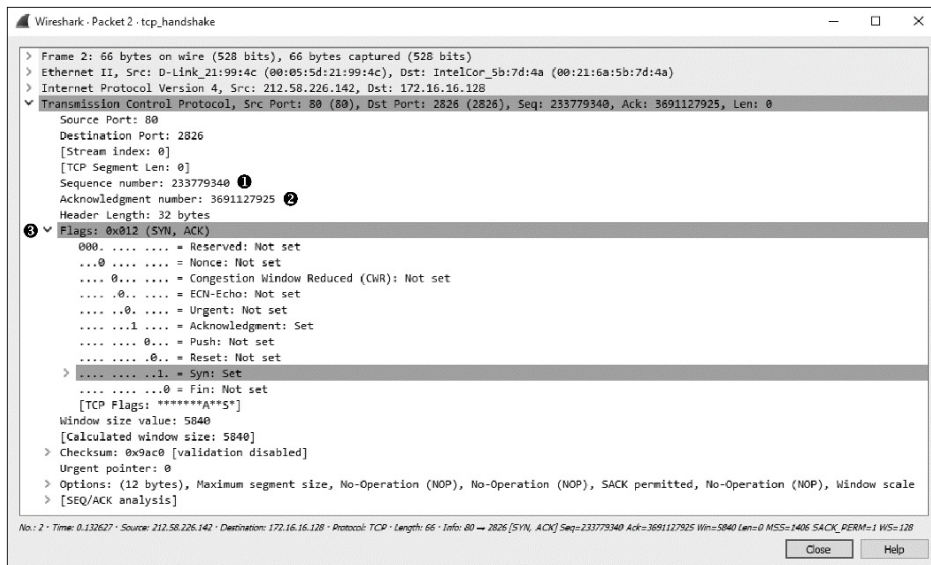 Wireshark · Packet 2 · tcp_handshake
> Frame 2: 66 bytes on wire (528 bits), 66 bytes captured (528 bits)
> Ethernet II, Src: D-Link_21:99:4c (00:05:5d:21:99:4c), Dst: IntelCor_5b:7d:4a (00:21:6a:5b:7d:4a)
> Internet Protocol Version 4, Src: 212.58.226.142, Dst: 172.16.16.128
Transmission Control Protocol, Src Port: 80 (80), Dst Port: 2826 (2826), Seq: 233779340, Ack: 3691127925, Len: 0
Source Port: 80
Destination Port: 2826
[Stream index: 0]
[TCP Segment Len: 0]
Sequence number: 233779340 ❶
Acknowledgment number: 3691127925 ❷
Header Length: 32 bytes
❸ Flags: 0x012 (SYN, ACK)
000. .... .... = Reserved: Not set
...0 .... .... = Nonce: Not set
.... 0... .... = Congestion Window Reduced (CWR): Not set
.... .0.. .... = ECN-Echo: Not set
.... ..0. .... = Urgent: Not set
.... ...1 .... = Acknowledgment: Set
.... .... 0... = Push: Not set
.... .... .0.. = Reset: Not set
> .... .... ..1. = Syn: Set
.... .... ...0 = Fin: Not set
[TCP Flags: *******A**S*]
Window size value: 5840
[Calculated window size: 5840]
> Checksum: 0x9ac0 [validation disabled]
Urgent pointer: 0
> Options: (12 bytes), Maximum segment size, No-Operation (NOP), No-Operation (NOP), SACK permitted, No-Operation (NOP), Window scale
> [SEQ/ACK analysis]
No.: 2 · Time: 0.132627 · Source: 212.58.226.142 · Destination: 172.16.16.128 · Protocol: TCP · Length: 66 · Info: 80 → 2826 [SYN, ACK] Seq=233779340 Ack=3691127925 Win=5840 Len=0 MSS=1406 SACK_PERM=1 WS=128
Close Help